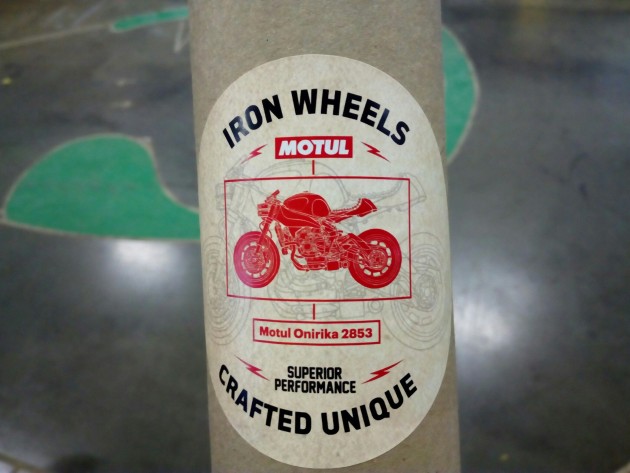 IRON WHEELS
MOTUL
Motul Onirika 2853
SUPERIOR
PERFORMANCE
CRAFTED UNIQUE